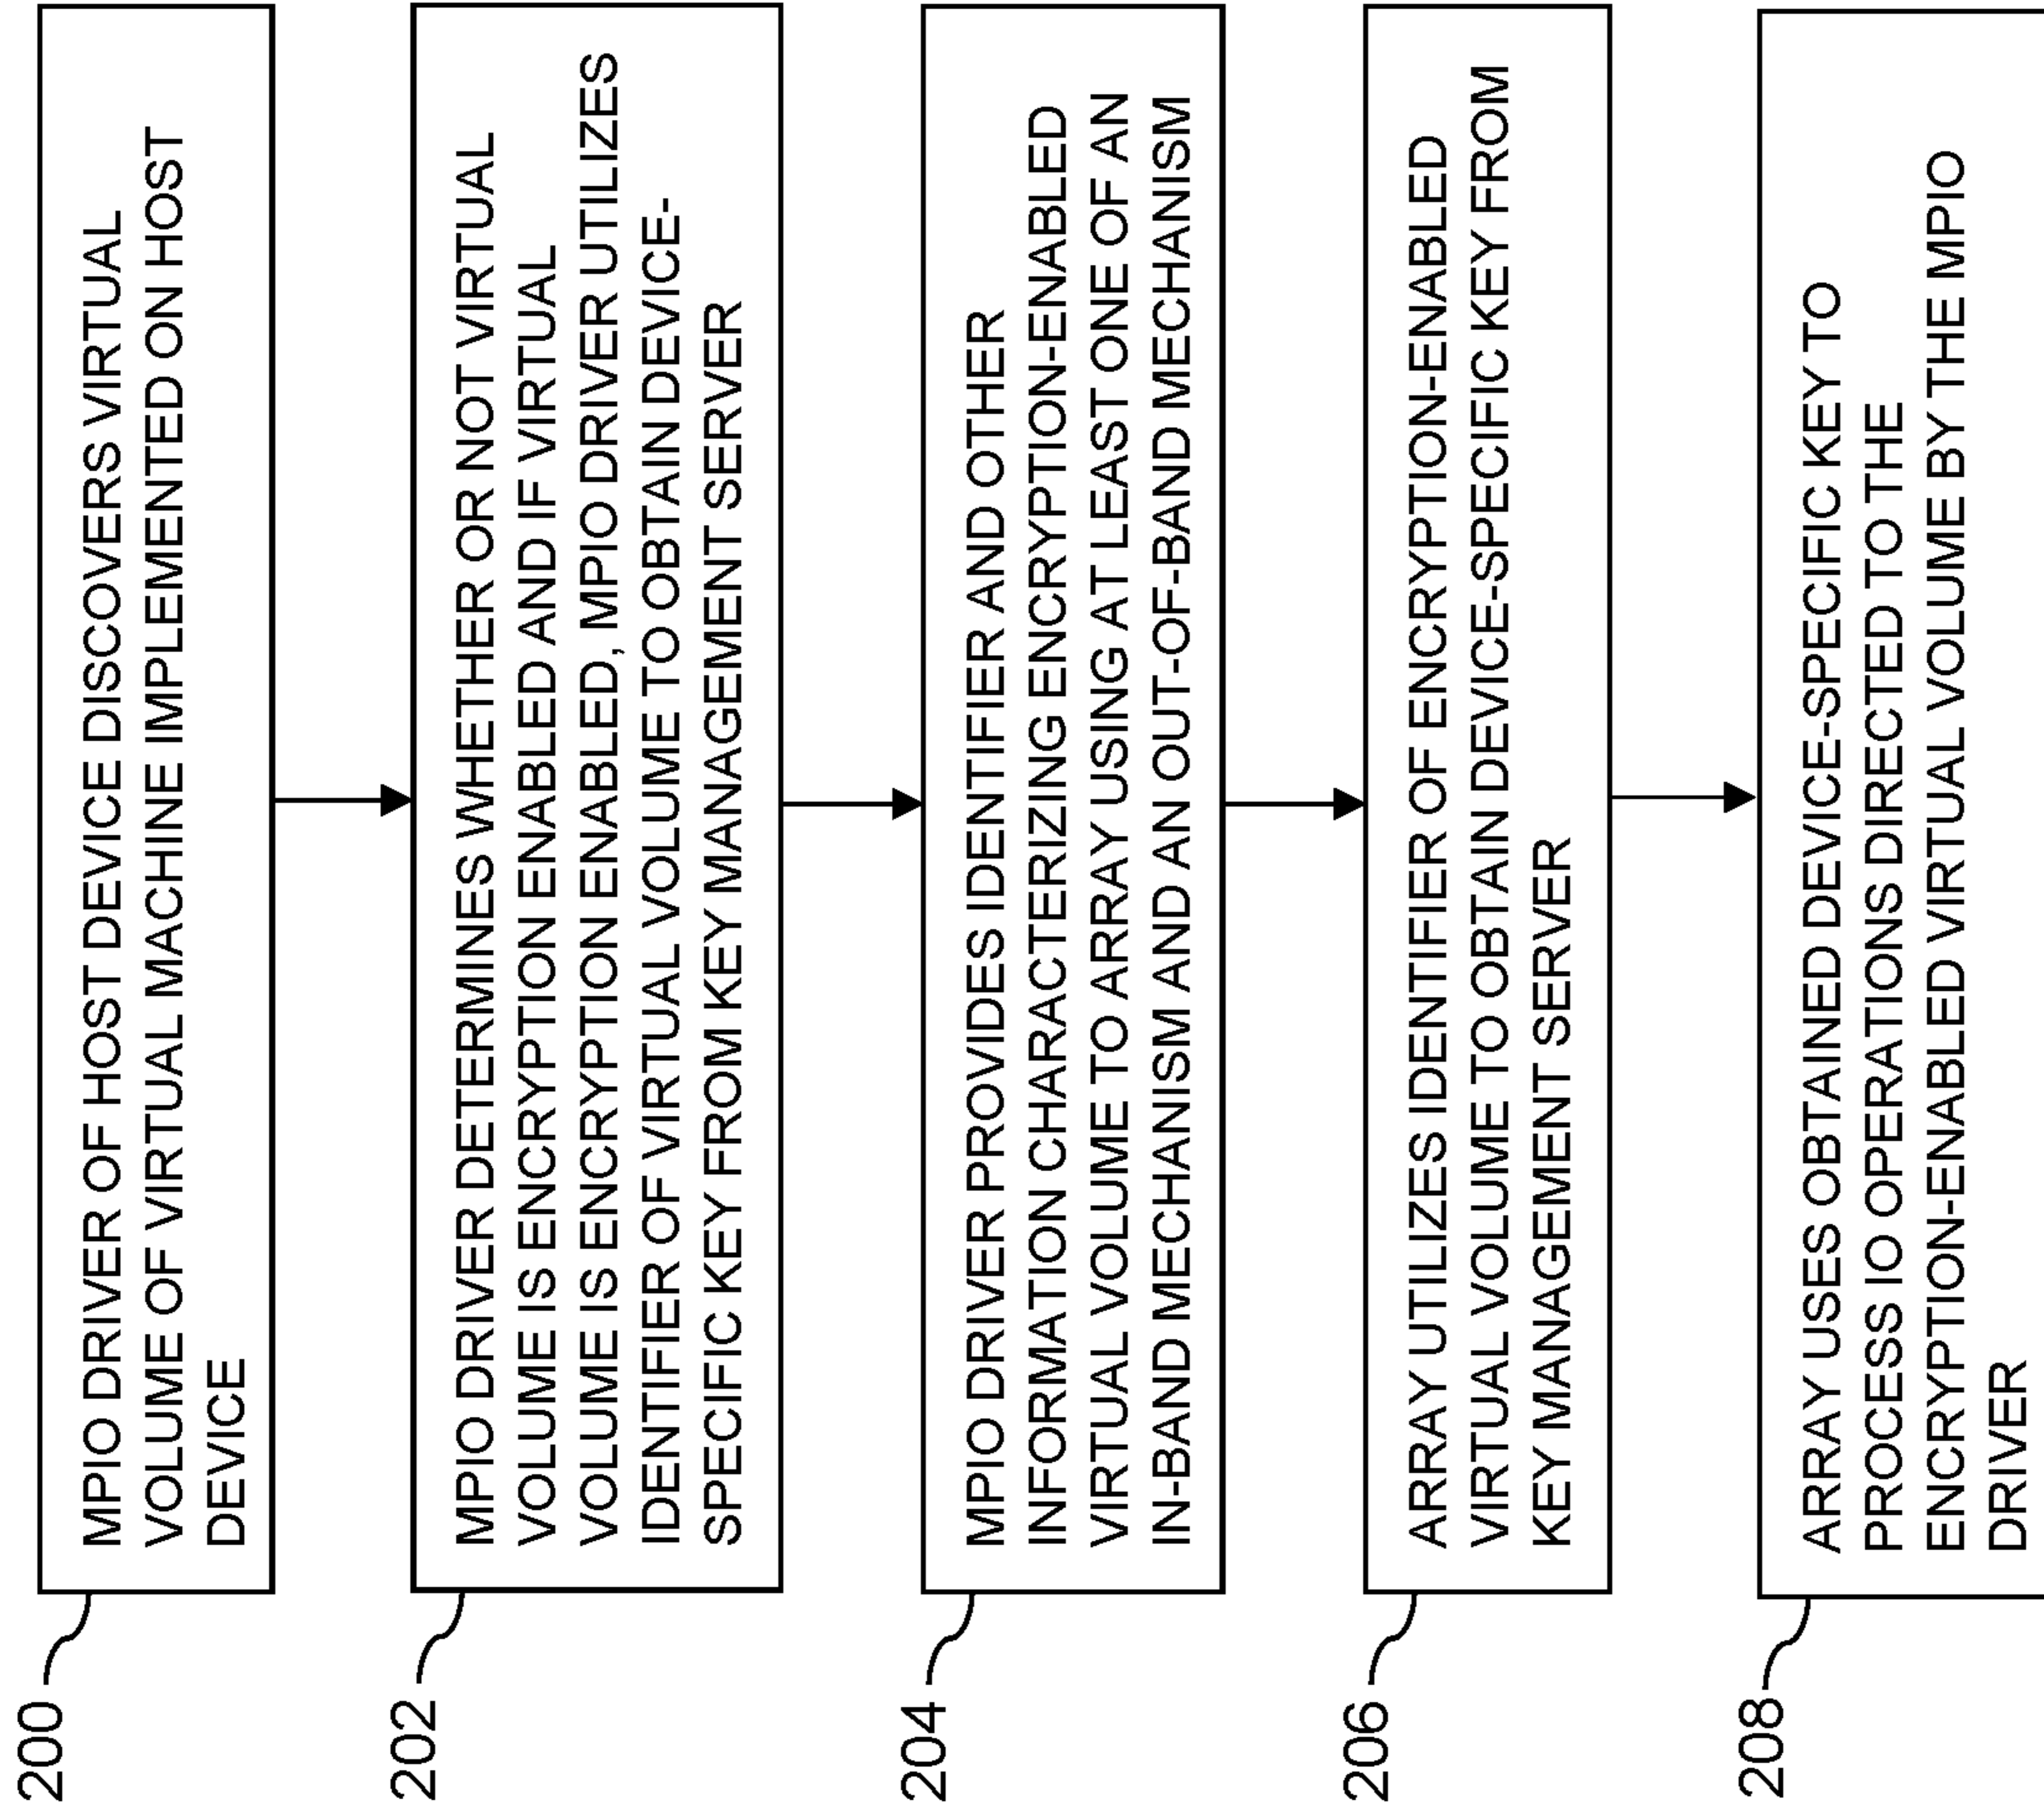 200
MPIO DRIVER OF HOST DEVICE DISCOVERS VIRTUAL
VOLUME OF VIRTUAL MACHINE IMPLEMENTED ON HOST
DEVICE
202
MPIO DRIVER DETERMINES WHETHER OR NOT VIRTUAL
VOLUME IS ENCRYPTION ENABLED AND IF VIRTUAL
VOLUME IS ENCRYPTION ENABLED, MPIO DRIVER UTILIZES
IDENTIFIER OF VIRTUAL VOLUME TO OBTAIN DEVICE-
SPECIFIC KEY FROM KEY MANAGEMENT SERVER
204
MPIO DRIVER PROVIDES IDENTIFIER AND OTHER
INFORMATION CHARACTERIZING ENCRYPTION-ENABLED
VIRTUAL VOLUME TO ARRAY USING AT LEAST ONE OF AN
IN-BAND MECHANISM AND AN OUT-OF-BAND MECHANISM
206
ARRAY UTILIZES IDENTIFIER OF ENCRYPTION-ENABLED
VIRTUAL VOLUME TO OBTAIN DEVICE-SPECIFIC KEY FROM
KEY MANAGEMENT SERVER
208
ARRAY USES OBTAINED DEVICE-SPECIFIC KEY TO
PROCESS IO OPERATIONS DIRECTED TO THE
ENCRYPTION-ENABLED VIRTUAL VOLUME BY THE MPIO
DRIVER